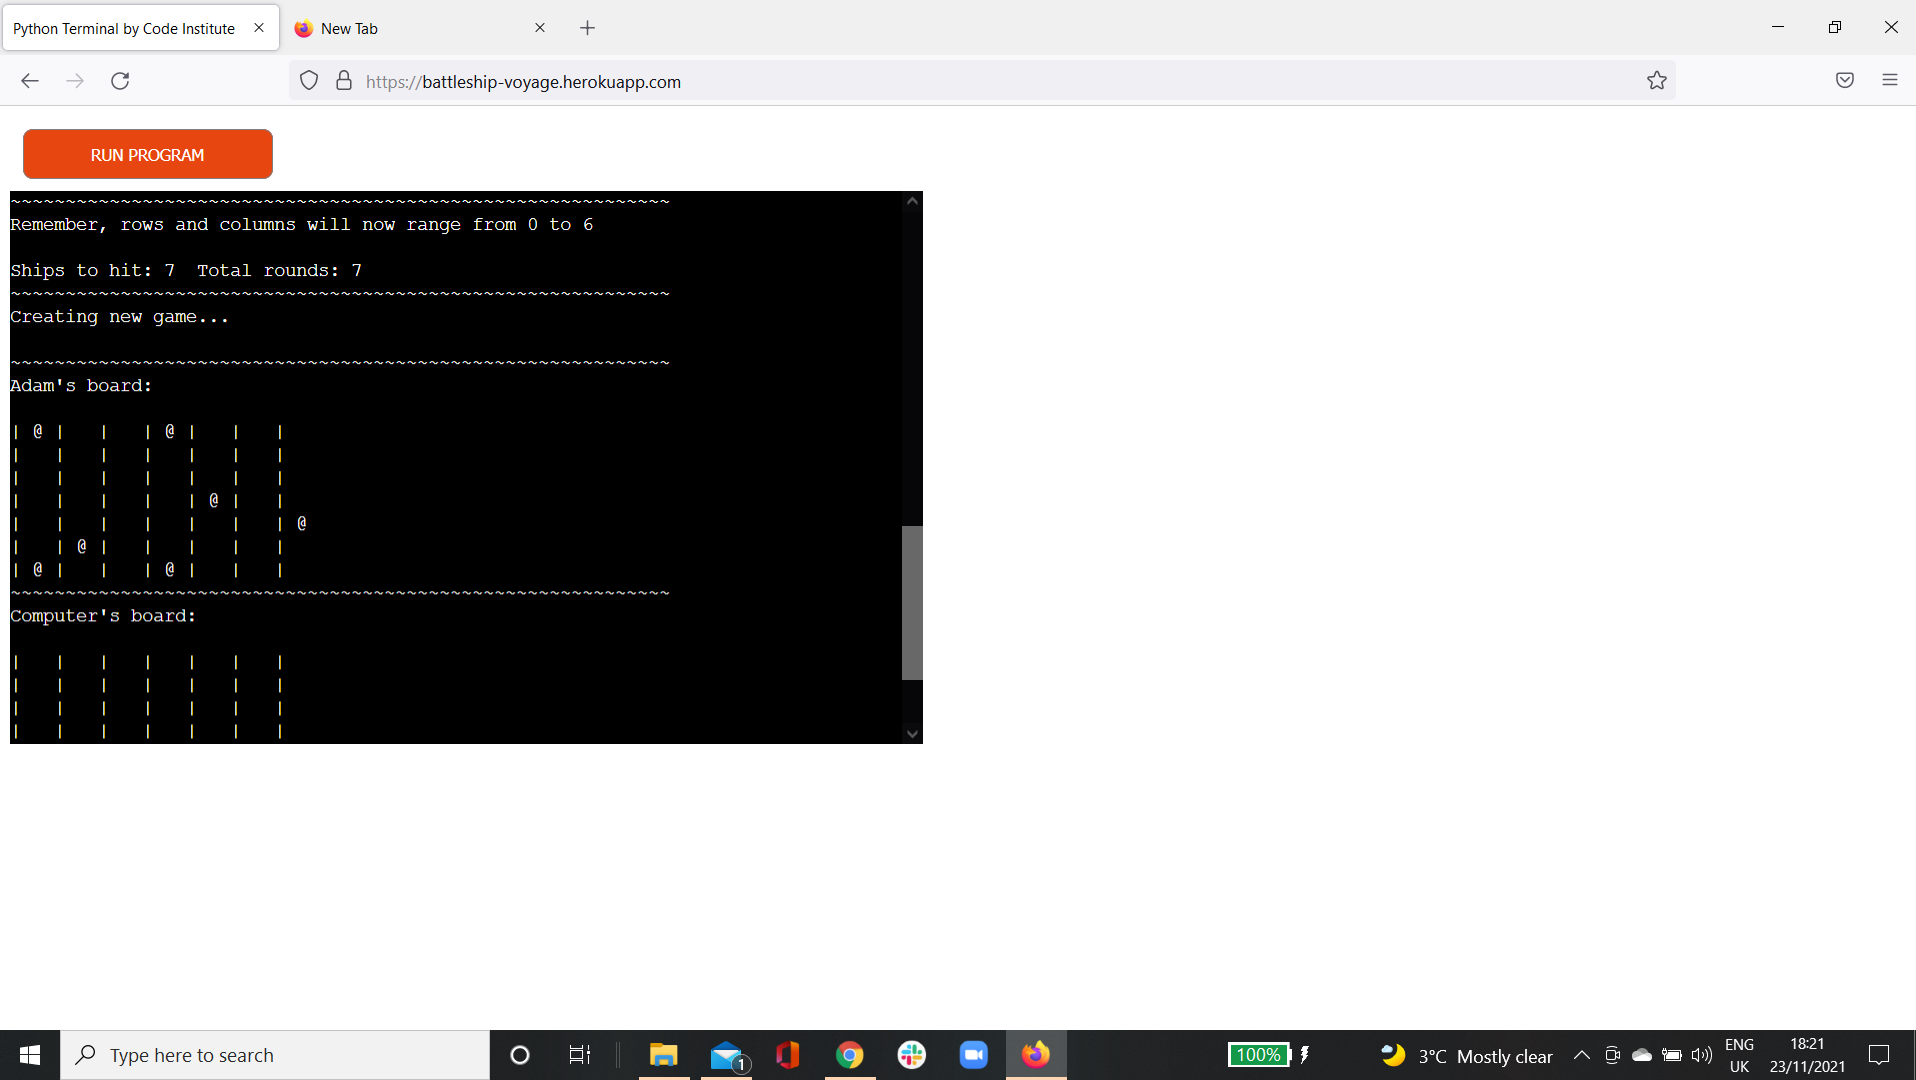 Python Terminal by Code Institute
New Tab
https://battleship-voyage.herokuapp.com
RUN PROGRAM
~~~~~~~~~~~~~~~~~~~~~~~~~~~~~~~~~~~~~~~~~~~~~~~~~~~~~~~~~~~~
Remember, rows and columns will now range from 0 to 6
Ships to hit: 7  Total rounds: 7
~~~~~~~~~~~~~~~~~~~~~~~~~~~~~~~~~~~~~~~~~~~~~~~~~~~~~~~~~~~~
Creating new game...
~~~~~~~~~~~~~~~~~~~~~~~~~~~~~~~~~~~~~~~~~~~~~~~~~~~~~~~~~~~~
Adam's board:
| @ |   |   | @ |   |   |
|   |   |   |   |   |   |
|   |   |   |   |   |   |
|   |   |   |   | @ |   |
|   |   |   |   |   |   | @
|   | @ |   |   |   |   |
| @ |   |   | @ |   |   |
~~~~~~~~~~~~~~~~~~~~~~~~~~~~~~~~~~~~~~~~~~~~~~~~~~~~~~~~~~~~
Computer's board:
|   |   |   |   |   |   |
|   |   |   |   |   |   |
|   |   |   |   |   |   |
|   |   |   |   |   |   |
Type here to search
1
100%
3°C Mostly clear
ENG
UK
18:21
23/11/2021